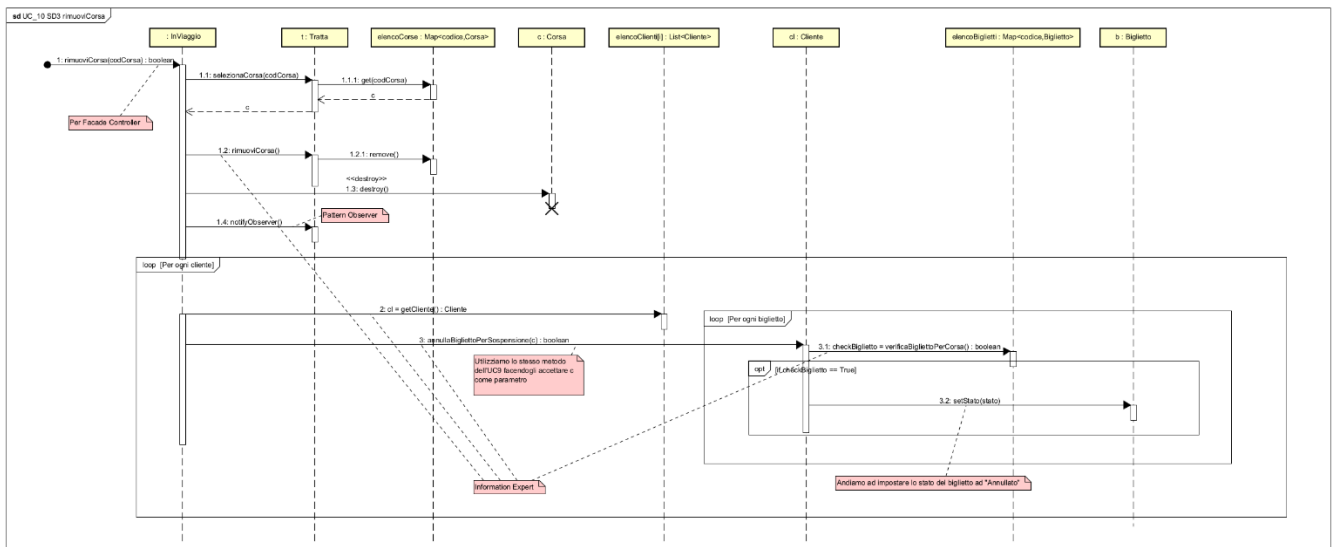 sd UC_10 SD3 rimuoviCorsa
: InViaggio
t : Tratta
elencoCorse : Map<codice,Corsa>
c : Corsa
elencoClienti[i] : List<Cliente>
cl : Cliente
elencoBiglietti : Map<codice,Biglietto>
b : Biglietto
1: rimuoviCorsa(codCorsa) : boolean
1.1: selezionaCorsa(codCorsa)
1.1.1: get(codCorsa)
c
c
Per Facade Controller
1.2: rimuoviCorsa()
1.2.1: remove()
<<destroy>>
1.3: destroy()
Pattern Observer
1.4: notifyObserver()
loop [Per ogni cliente]
2: cl = getCliente() : Cliente
loop [Per ogni biglietto]
3: annullaBigliettoPerSospensione(c) : boolean
3.1: checkBiglietto = verificaBigliettoPerCorsa() : boolean
Utilizziamo lo stesso metodo
dell'UC9 facendogli accettare c
come parametro
opt [if checkBiglietto == True]
3.2: setStato(stato)
Information Expert
Andiamo ad impostare lo stato del biglietto ad "Annullato"